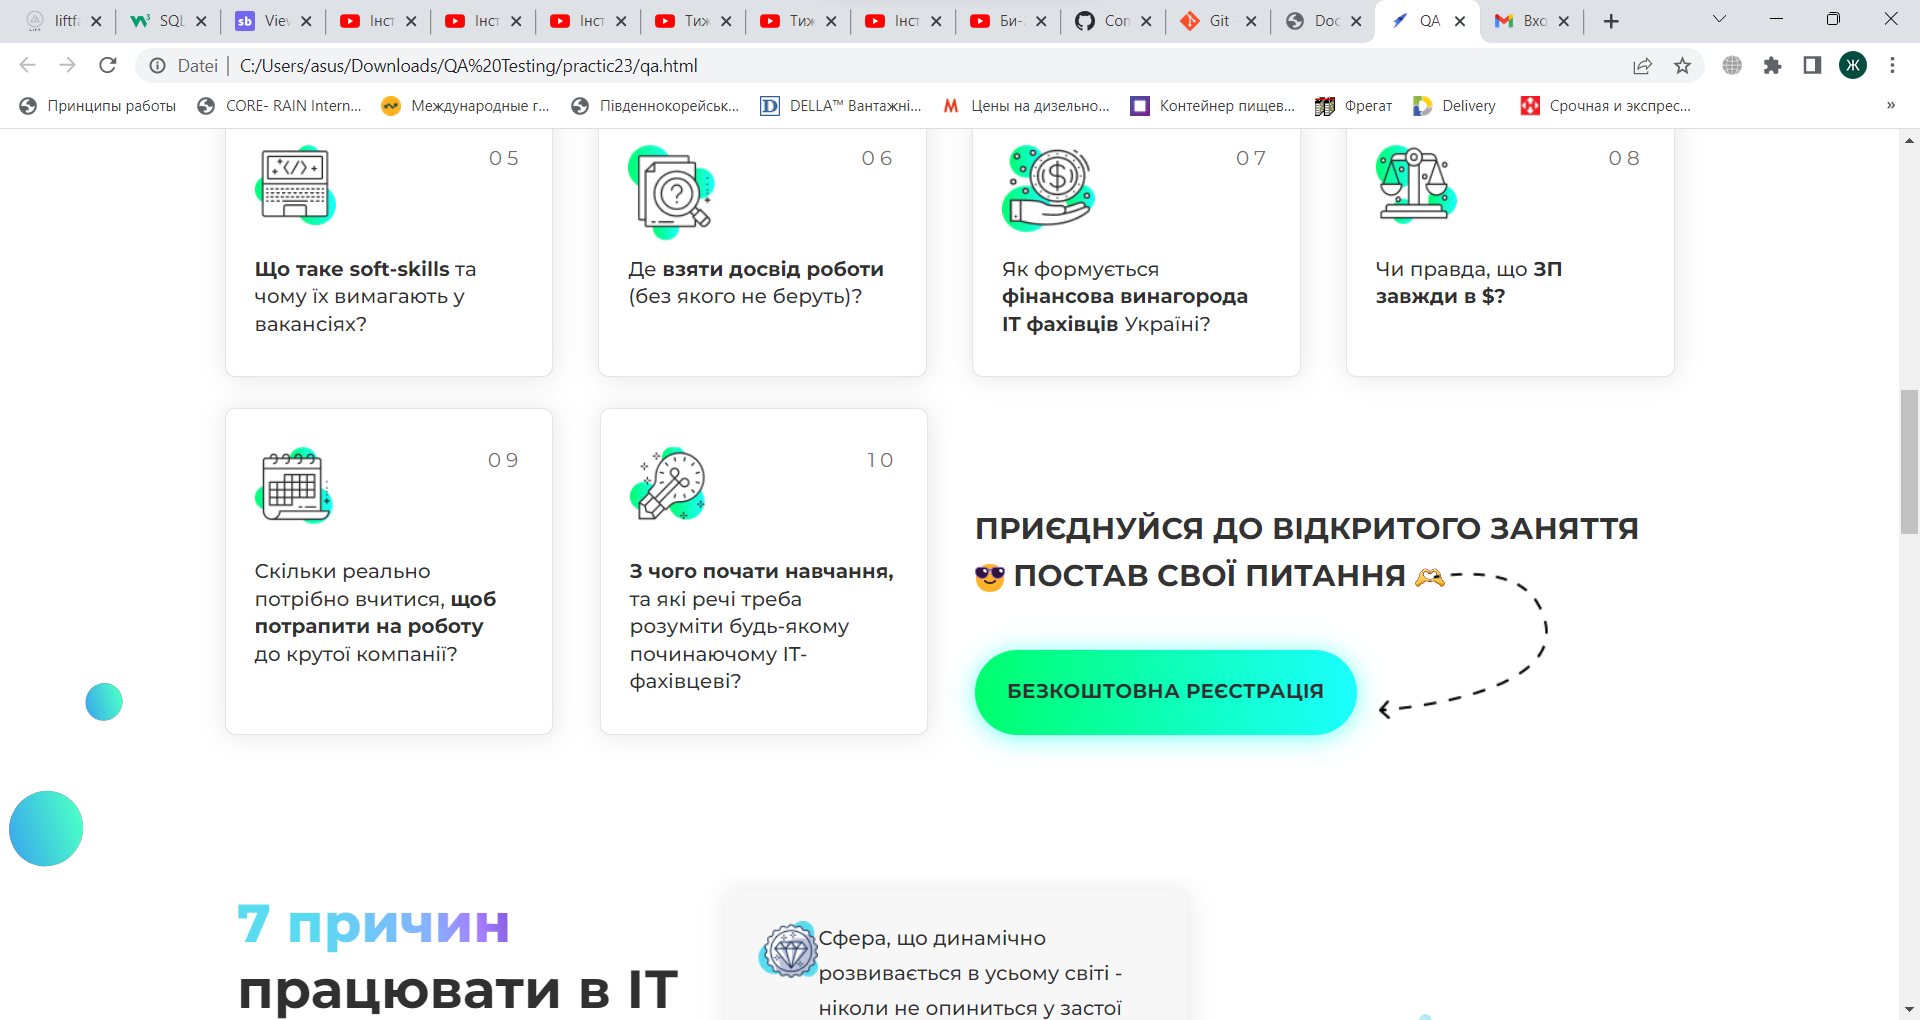 liftfa
SQL
View
Інст
Інст
Інст
Тиж
Тиж
Інст
Би-
Con
Git
Doc
QA
Вхо
Datei
C:/Users/asus/Downloads/QA%20Testing/practic23/qa.html
Ж
Принципы работы
CORE- RAIN Intern...
Международные г...
Південнокорейськ...
DELLA™ Вантажні...
Цены на дизельно...
Контейнер пищев...
Фрегат
Delivery
Срочная и экспрес...
»
05
06
07
08
Що таке soft-skills та
чому їх вимагають у
вакансіях?
Де взяти досвід роботи
(без якого не беруть)?
Як формується
фінансова винагорода
ІТ фахівців Україні?
Чи правда, що ЗП
завжди в $?
09
10
Скільки реально
потрібно вчитися, щоб
потрапити на роботу
до крутої компанії?
З чого почати навчання,
та які речі треба
розуміти будь-якому
починаючому ІТ-
фахівцеві?
ПРИЄДНУЙСЯ ДО ВІДКРИТОГО ЗАНЯТТЯ
😎 ПОСТАВ СВОЇ ПИТАННЯ 🫶
БЕЗКОШТОВНА РЕЄСТРАЦІЯ
7 причин
працювати в ІТ
Сфера, що динамічно
розвивається в усьому світі -
ніколи не опиниться у застої